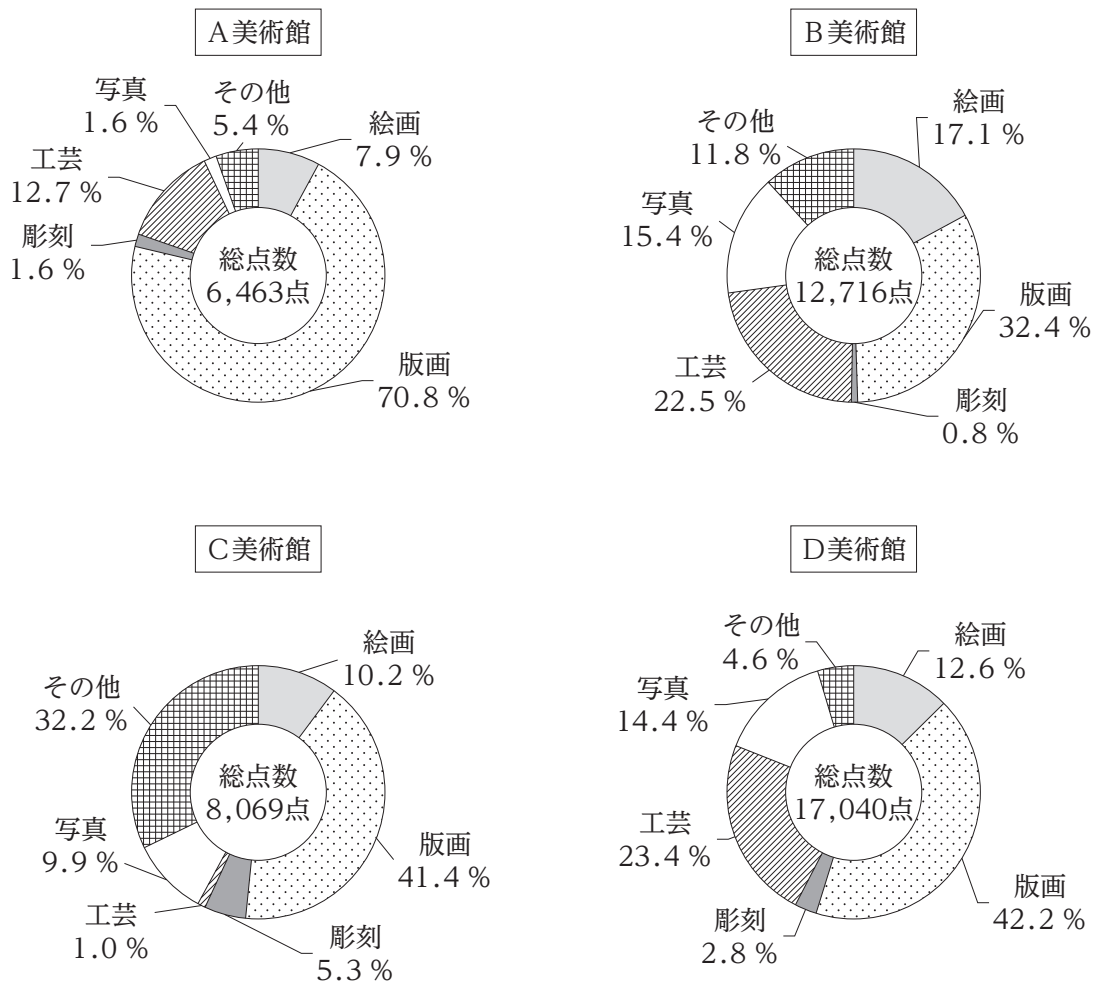 A美術館
写真
1.6 %
その他
5.4 %
絵画
7.9 %
工芸
12.7 %
彫刻
1.6 %
総点数
6,463点
版画
70.8 %
B美術館
絵画
17.1 %
その他
11.8 %
写真
15.4 %
総点数
12,716点
版画
32.4 %
工芸
22.5 %
彫刻
0.8 %
C美術館
絵画
10.2 %
その他
32.2 %
総点数
8,069点
写真
9.9 %
版画
41.4 %
工芸
1.0 %
彫刻
5.3 %
D美術館
その他
4.6 %
絵画
12.6 %
写真
14.4 %
総点数
17,040点
工芸
23.4 %
版画
42.2 %
彫刻
2.8 %